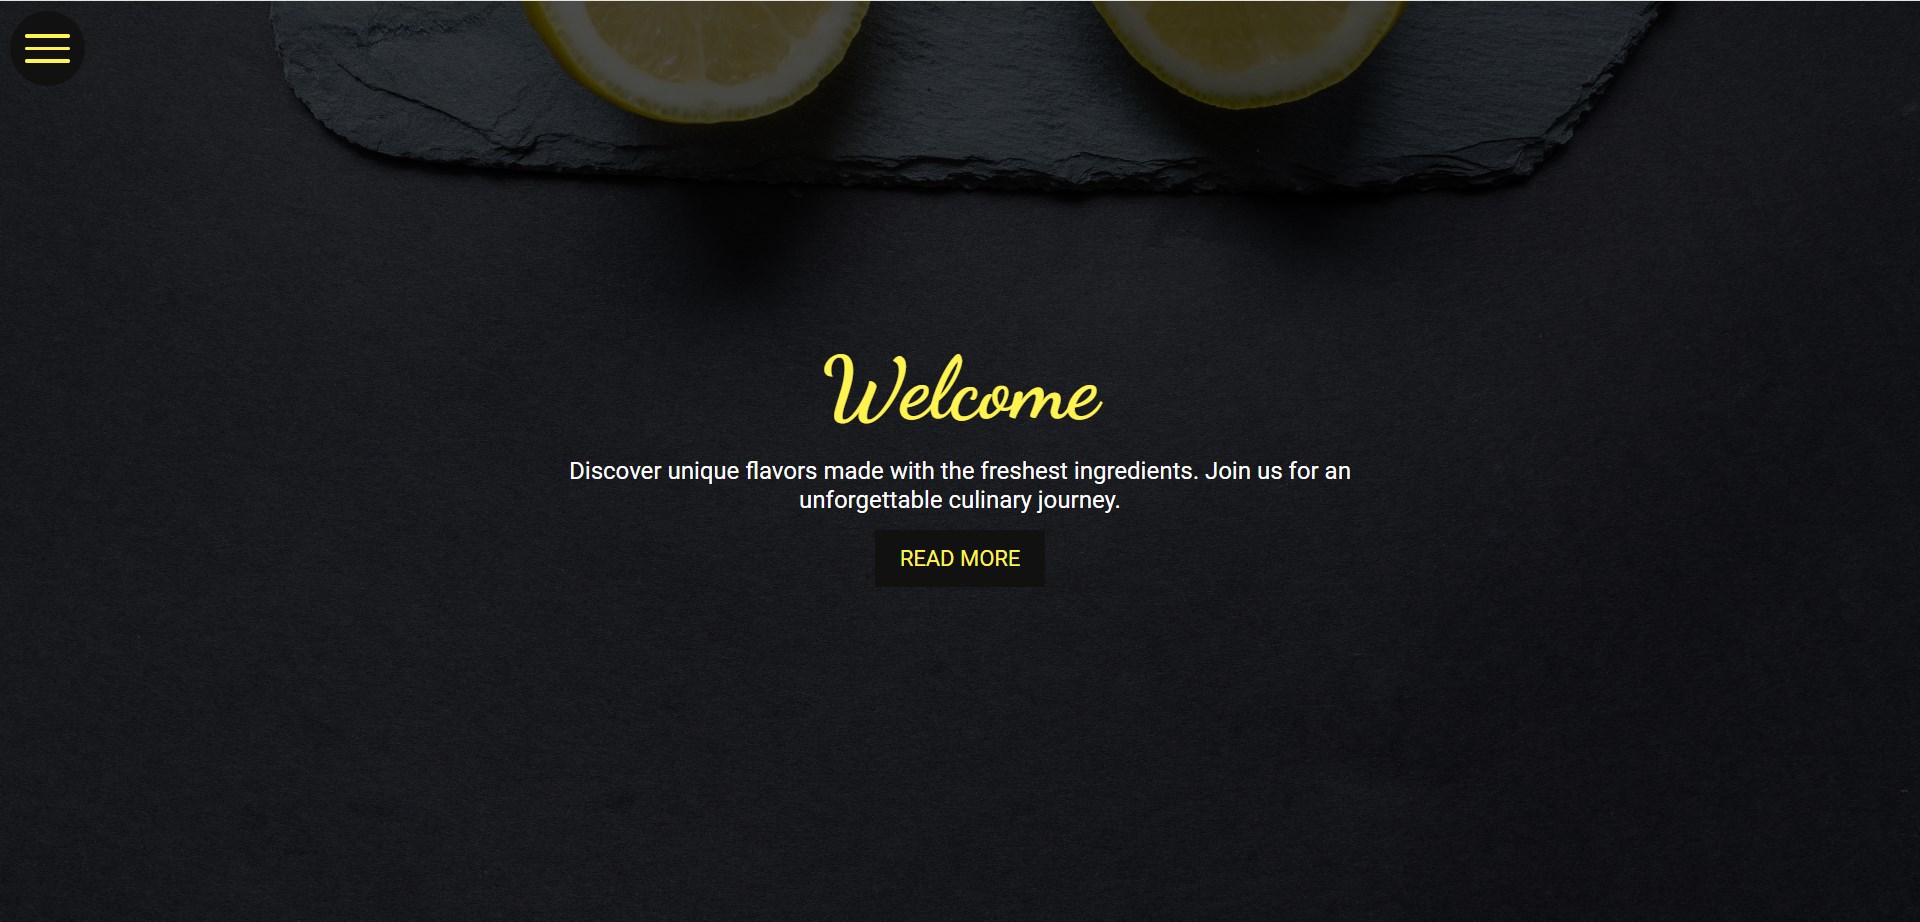 Welcome
Discover unique flavors made with the freshest ingredients. Join us for an
unforgettable culinary journey.
READ MORE